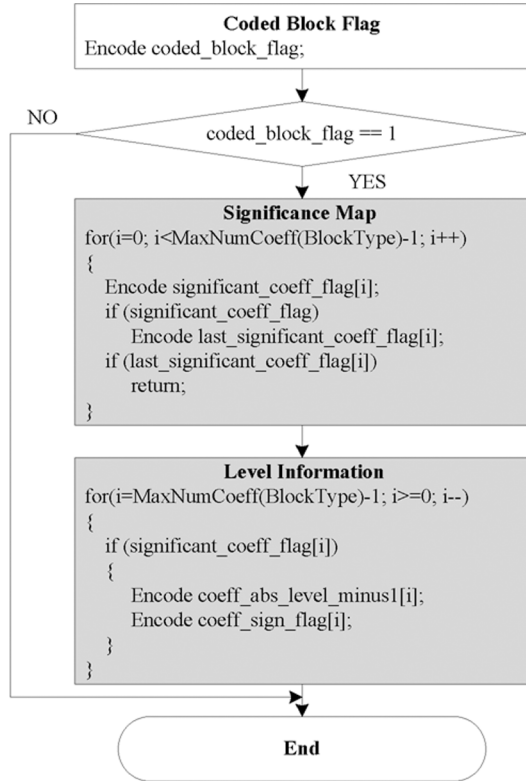 Coded Block Flag
Encode coded_block_flag;
NO
coded_block_flag == 1
YES
Significance Map
for(i=0; i<MaxNumCoeff(BlockType)-1; i++)
{
Encode significant_coeff_flag[i];
if (significant_coeff_flag)
Encode last_significant_coeff_flag[i];
if (last_significant_coeff_flag[i])
return;
}
Level Information
for(i=MaxNumCoeff(BlockType)-1; i>=0; i--)
{
if (significant_coeff_flag[i])
{
Encode coeff_abs_level_minus1[i];
Encode coeff_sign_flag[i];
}
}
End